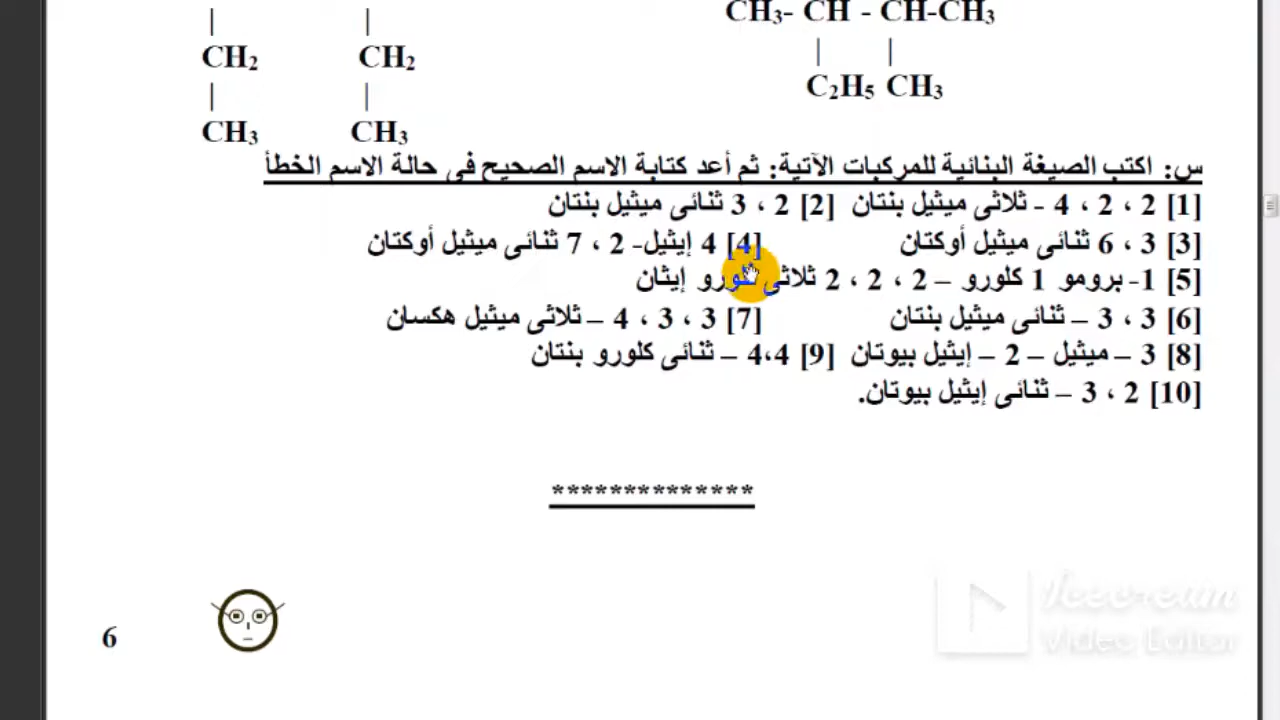 CH3- CH - CH-CH3
CH2 CH2
C2H5 CH3
CH3 CH3
س: اكتب الصيغة البنائية للمركبات الآتية: ثم أعد كتابة الاسم الصحيح فى حالة الاسم الخطأ
[1] 2 ، 2 ، 4 - ثلاثى ميثيل بنتان [2] 2 ، 3 ثنائى ميثيل بنتان
[3] 3 ، 6 ثنائى ميثيل أوكتان [4] 4 إيثيل- 2 ، 7 ثنائى ميثيل أوكتان
[5] 1- برومو 1 كلورو – 2 ، 2 ، 2 ثلاثى فلورو إيثان
[6] 3 ، 3 – ثنائى ميثيل بنتان [7] 3 ، 3 ، 4 – ثلاثى ميثيل هكسان
[8] 3 – ميثيل – 2 – إيثيل بيوتان [9] 4،4 – ثنائى كلورو بنتان
[10] 2 ، 3 – ثنائى إيثيل بيوتان.
**************
6
Video Editor